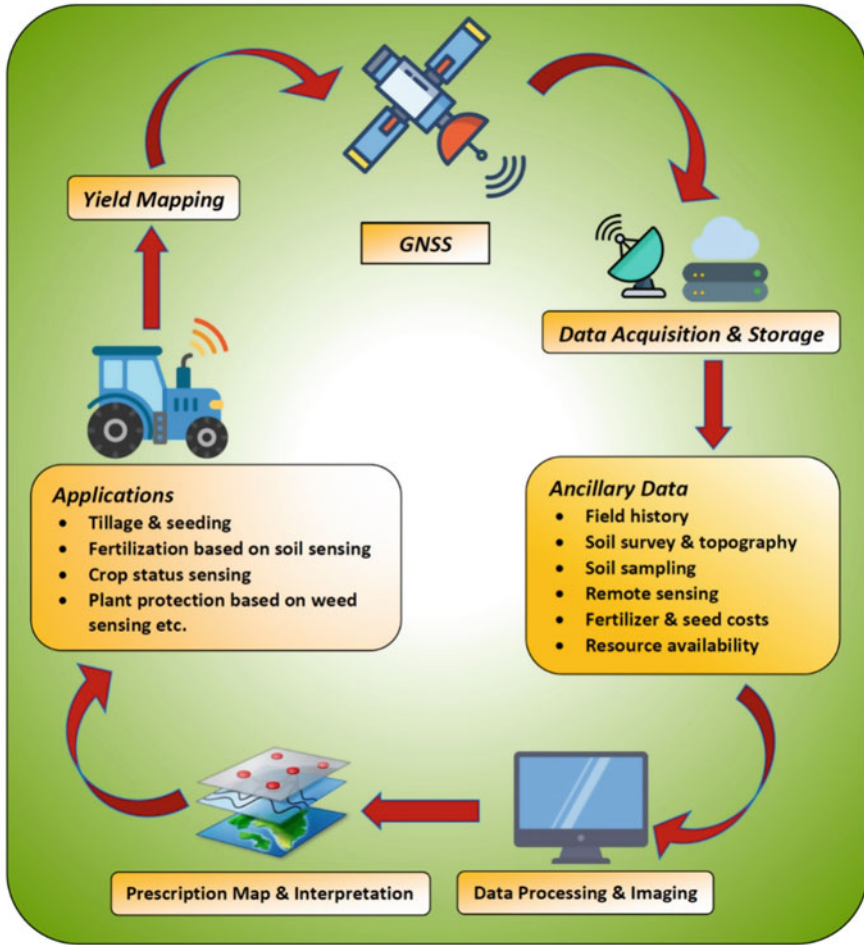 Yield Mapping
GNSS
Data Acquisition & Storage
Applications
• Tillage & seeding
• Fertilization based on soil sensing
• Crop status sensing
• Plant protection based on weed
sensing etc.
Ancillary Data
• Field history
• Soil survey & topography
• Soil sampling
• Remote sensing
• Fertilizer & seed costs
• Resource availability
Prescription Map & Interpretation
Data Processing & Imaging